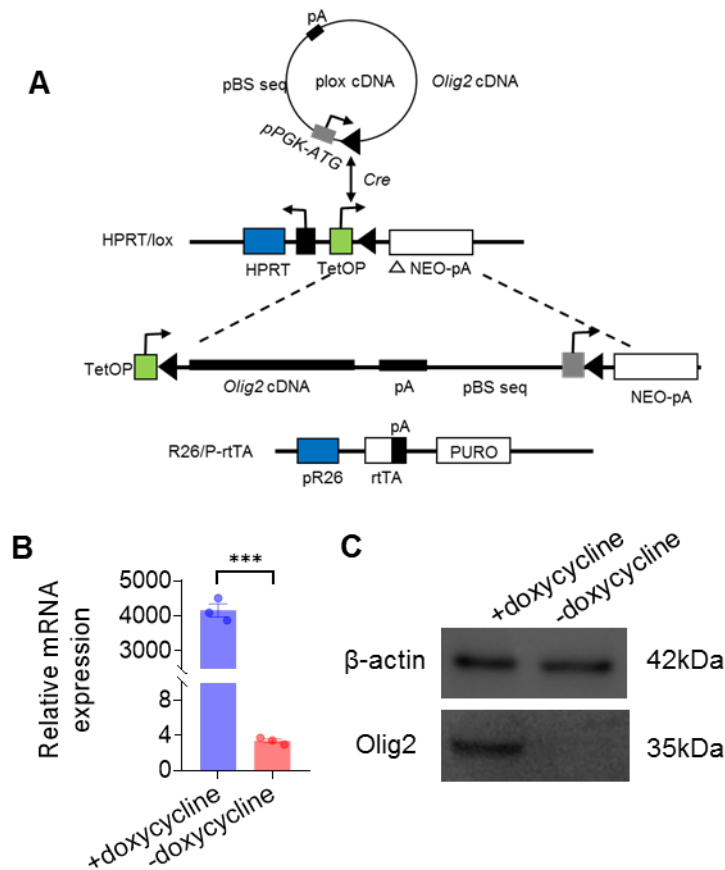 A
pA
pBS seq
plox cDNA
Olig2 cDNA
pPGK-ATG
Cre
HPRT/lox
HPRT
TetOP
△ NEO-pA
TetOP
Olig2 cDNA
pA
pBS seq
NEO-pA
R26/P-rtTA
pA
pR26
rtTA
PURO
B
Relative mRNA
expression
***
5000
4000
3000
8
4
0
+doxycycline
-doxycycline
C
+doxycycline
-doxycycline
β-actin
42kDa
Olig2
35kDa